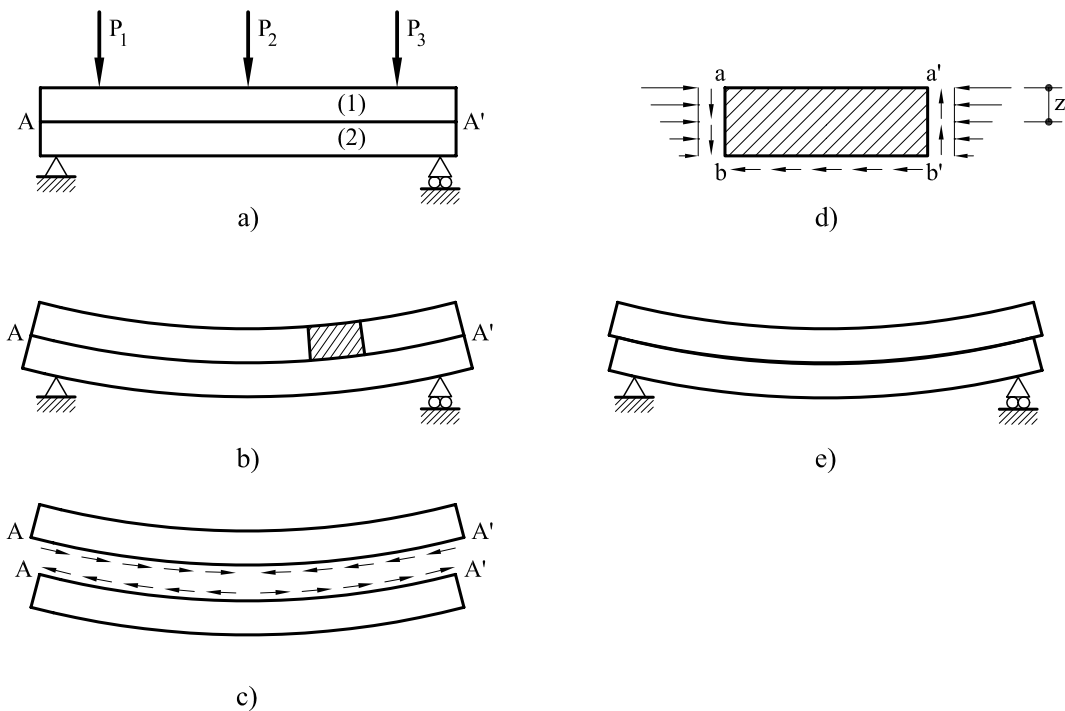 P1 P2 P3
(1)
A A'
(2)
a)
a a'
z
b b'
d)
A A'
b)
e)
A A'
A A'
c)